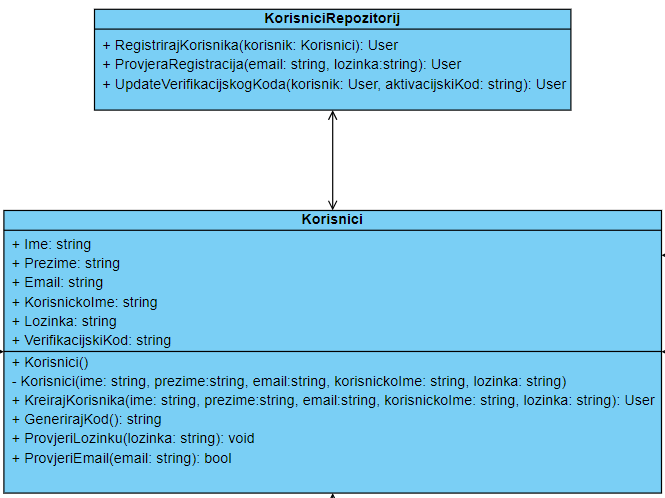 KorisniciRepozitorij
+ RegistrirajKorisnika(korisnik: Korisnici): User
+ ProvjeraRegistracija(email: string, lozinka:string): User
+ UpdateVerifikacijskogKoda(korisnik: User, aktivacijskiKod: string): User
Korisnici
+ Ime: string
+ Prezime: string
+ Email: string
+ KorisnickoIme: string
+ Lozinka: string
+ VerifikacijskiKod: string
+ Korisnici()
- Korisnici(ime: string, prezime:string, email:string, korisnickoIme: string, lozinka: string)
+ KreirajKorisnika(ime: string, prezime:string, email:string, korisnickoIme: string, lozinka: string): User
+ GenerirajKod(): string
+ ProvjeriLozinku(lozinka: string): void
+ ProvjeriEmail(email: string): bool